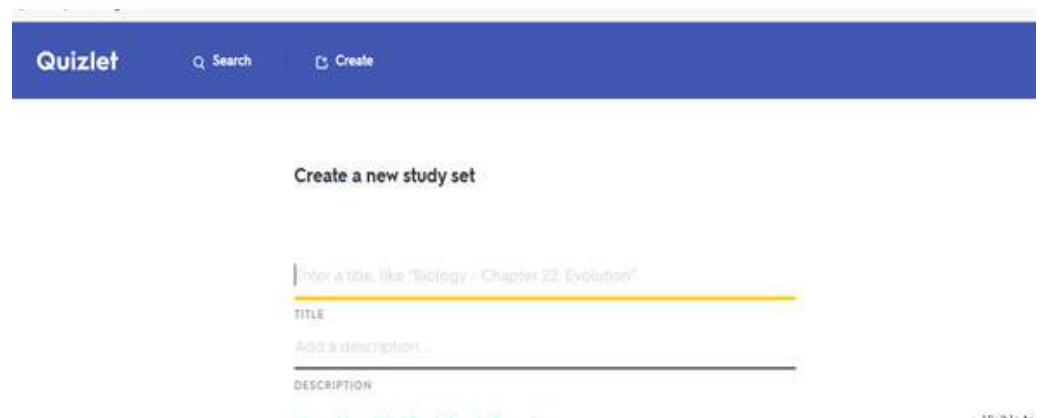 Quizlet Search Create
Create a new study set
Enter a title, like "Biology - Chapter 22: Evolution"
TITLE
Add a description...
DESCRIPTION